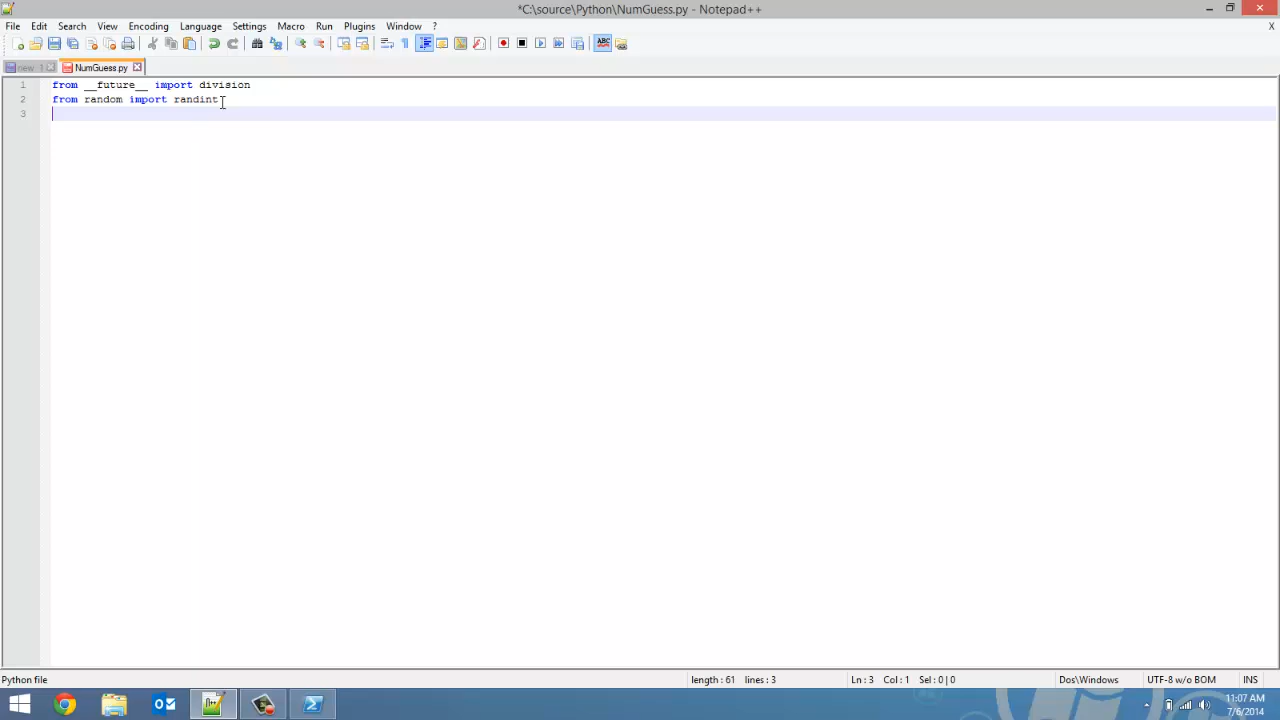 *C:\source\Python\NumGuess.py - Notepad++
File Edit Search View Encoding Language Settings Macro Run Plugins Window ? X
new 1 NumGuess.py
1 from __future__ import division
2 from random import randint
3
Python file length : 61 lines : 3 Ln : 3 Col : 1 Sel : 0 | 0 Dos\Windows UTF-8 w/o BOM INS
11:07 AM
7/6/2014